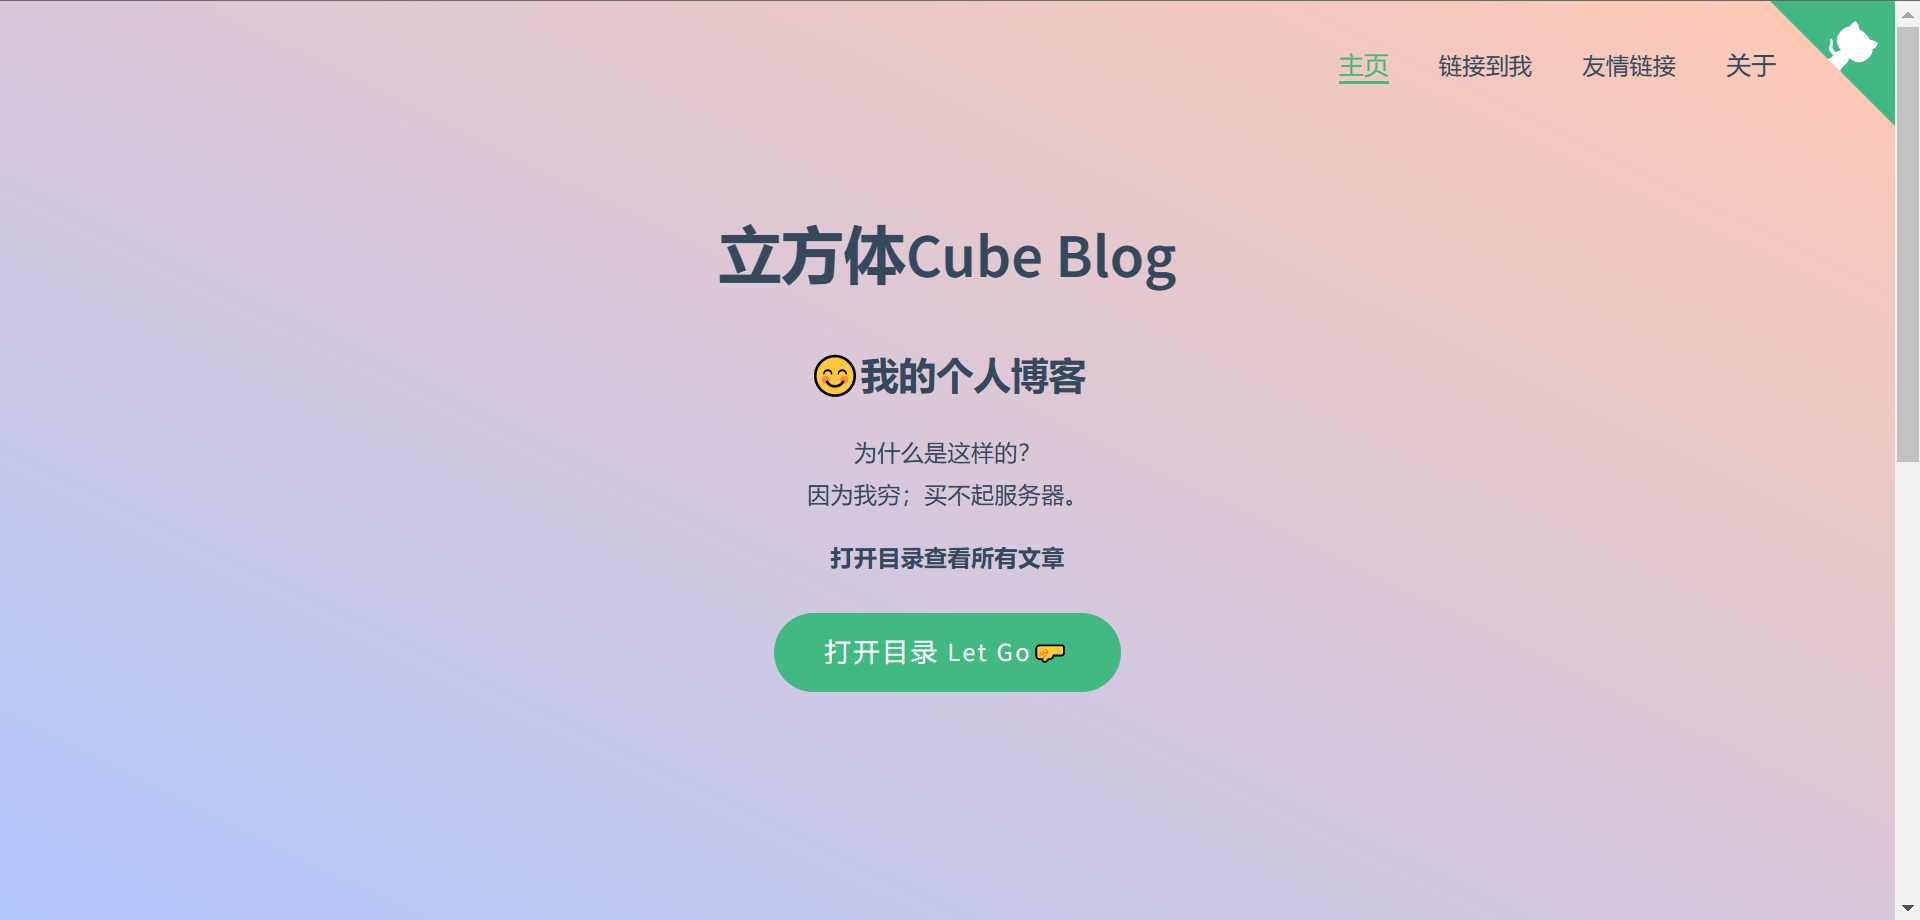 主页 链接到我 友情链接 关于
立方体Cube Blog
😊我的个人博客
为什么是这样的?
因为我穷；买不起服务器。
打开目录查看所有文章
打开目录 Let Go🤛